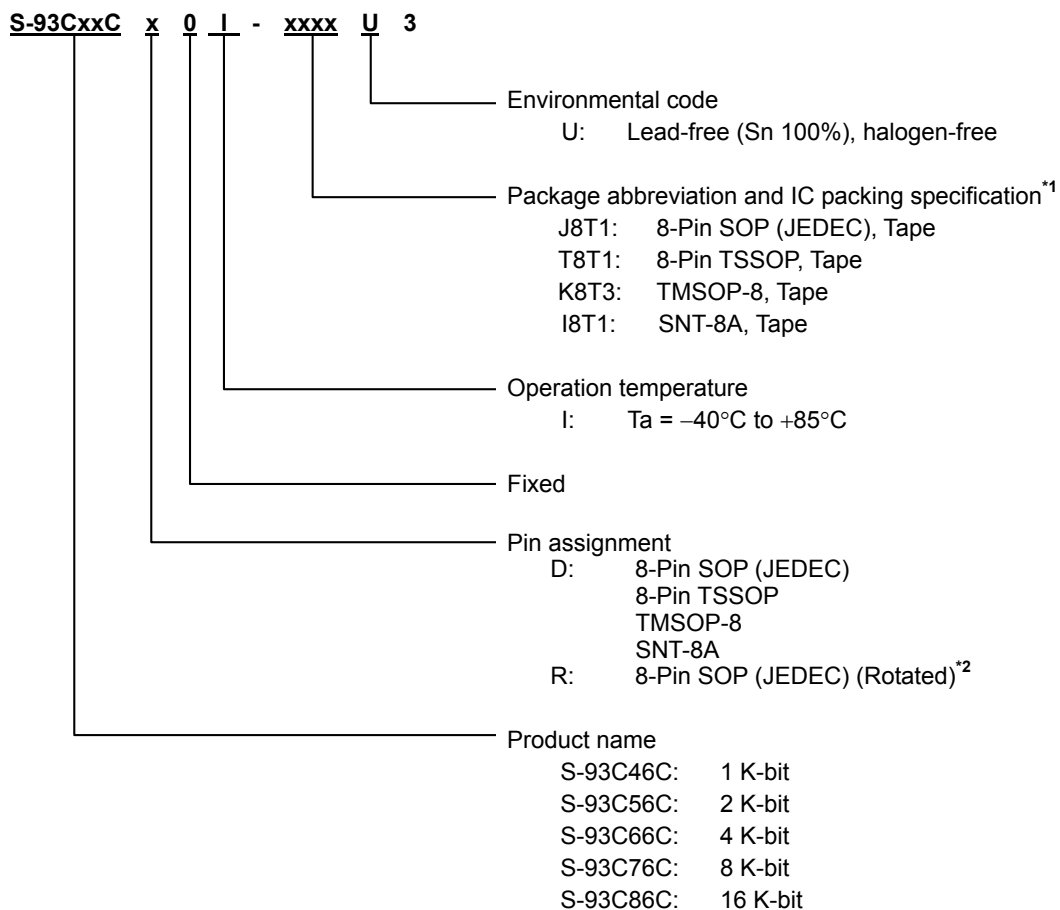 S-93CxxC x 0 I - xxxx U 3
Environmental code
U: Lead-free (Sn 100%), halogen-free
Package abbreviation and IC packing specification*1
J8T1: 8-Pin SOP (JEDEC), Tape
T8T1: 8-Pin TSSOP, Tape
K8T3: TMSOP-8, Tape
I8T1: SNT-8A, Tape
Operation temperature
I: Ta = −40°C to +85°C
Fixed
Pin assignment
D: 8-Pin SOP (JEDEC)
8-Pin TSSOP
TMSOP-8
SNT-8A
R: 8-Pin SOP (JEDEC) (Rotated)*2
Product name
S-93C46C: 1 K-bit
S-93C56C: 2 K-bit
S-93C66C: 4 K-bit
S-93C76C: 8 K-bit
S-93C86C: 16 K-bit